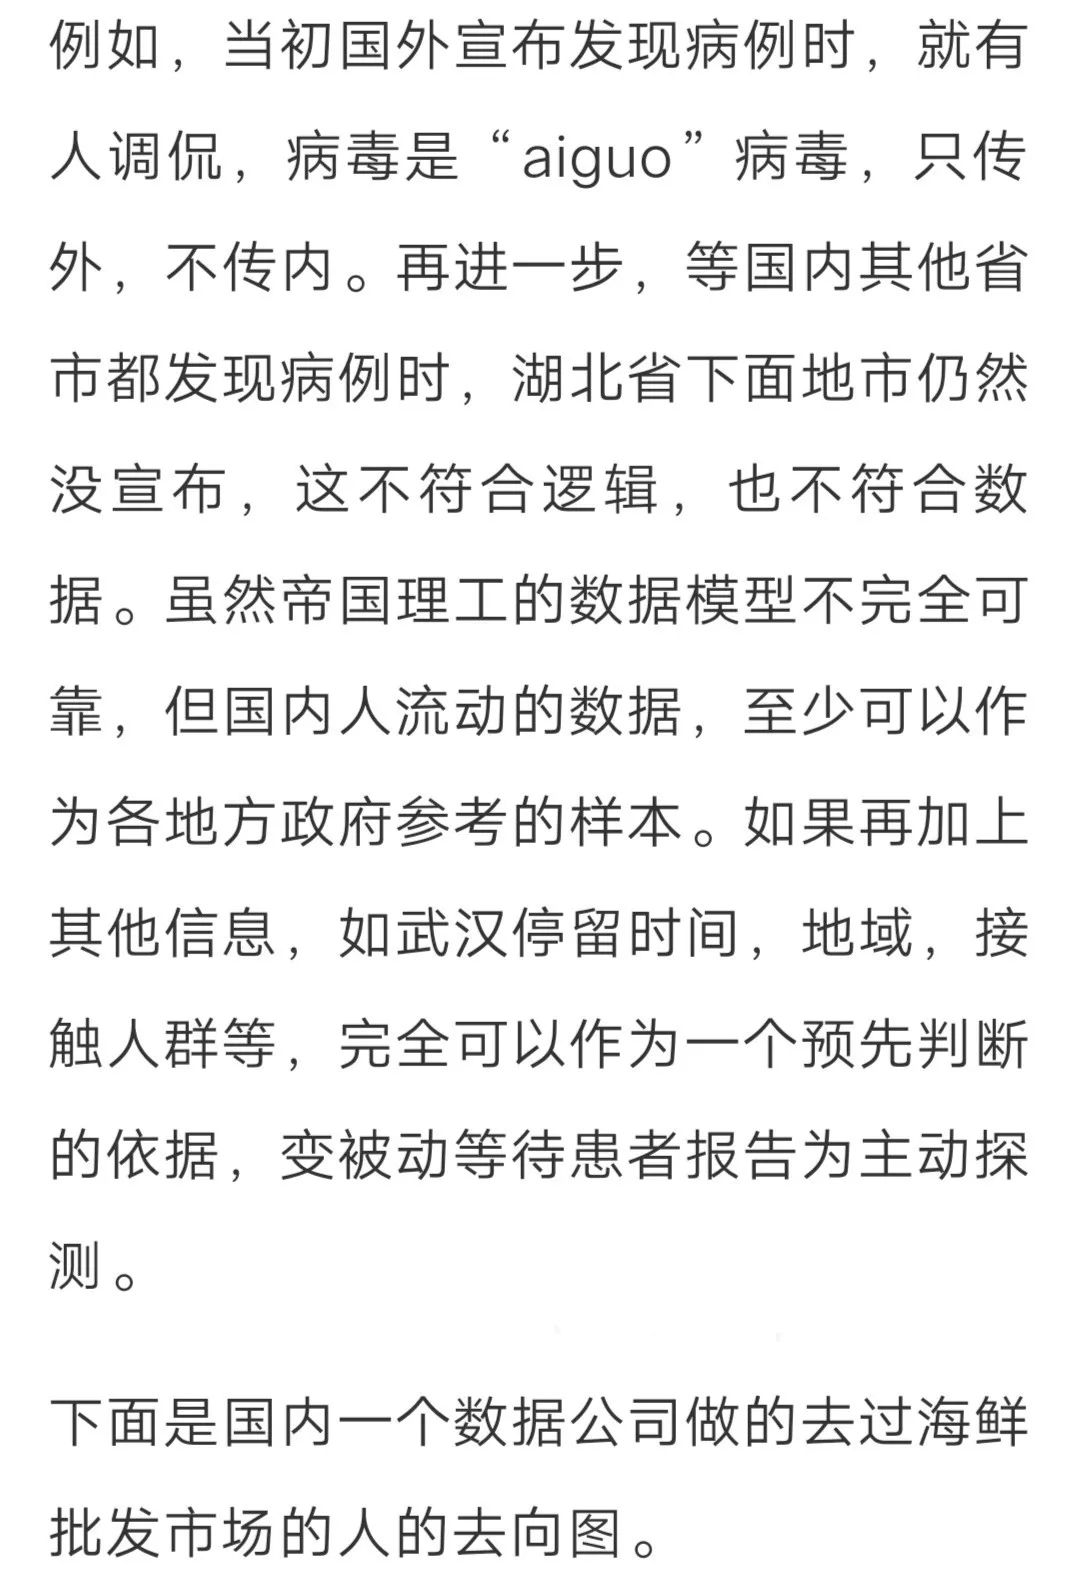 例如，当初国外宣布发现病例时，就有
人调侃，病毒是“aiguo”病毒，只传
外，不传内。再进一步，等国内其他省
市都发现病例时，湖北省下面地市仍然
没宣布，这不符合逻辑，也不符合数
据。虽然帝国理工的数据模型不完全可
靠，但国内人流动的数据，至少可以作
为各地方政府参考的样本。如果再加上
其他信息，如武汉停留时间，地域，接
触人群等，完全可以作为一个预先判断
的依据，变被动等待患者报告为主动探
测。
下面是国内一个数据公司做的去过海鲜
批发市场的人的去向图。